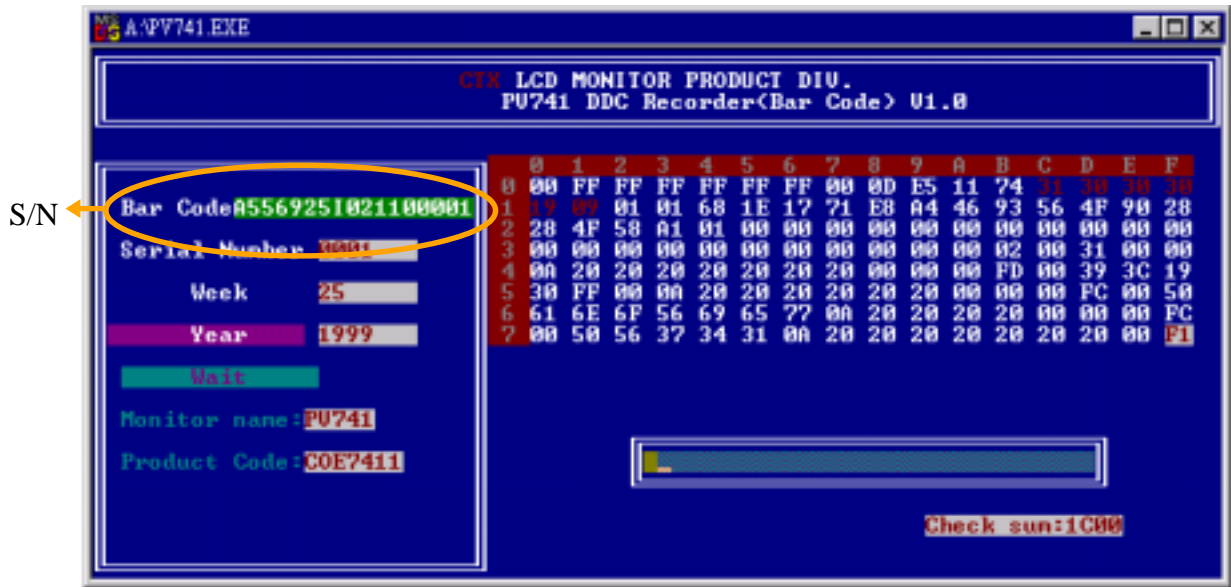 A:\PV741.EXE
CTX LCD MONITOR PRODUCT DIV.
PV741 DDC Recorder(Bar Code) V1.0
S/N
Bar CodeA556925I021100001
Serial Number 0001
Week 25
Year 1999
Wait
Monitor name:PV741
Product Code:COE7411
0 1 2 3 4 5 6 7 8 9 A B C D E F
0 00 FF FF FF FF FF FF 00 0D E5 11 74 31 30 30 30
1 19 09 01 01 68 1E 17 71 E8 A4 46 93 56 4F 90 28
2 28 4F 58 A1 01 00 00 00 00 00 00 00 00 00 00 00
3 00 00 00 00 00 00 00 00 00 00 00 02 00 31 00 00
4 0A 20 20 20 20 20 20 20 00 00 00 FD 00 39 3C 19
5 30 FF 00 0A 20 20 20 20 20 20 00 00 00 FC 00 50
6 61 6E 6F 56 69 65 77 0A 20 20 20 20 00 00 00 FC
7 00 50 56 37 34 31 0A 20 20 20 20 20 20 20 00 F1
Check sum:1C00